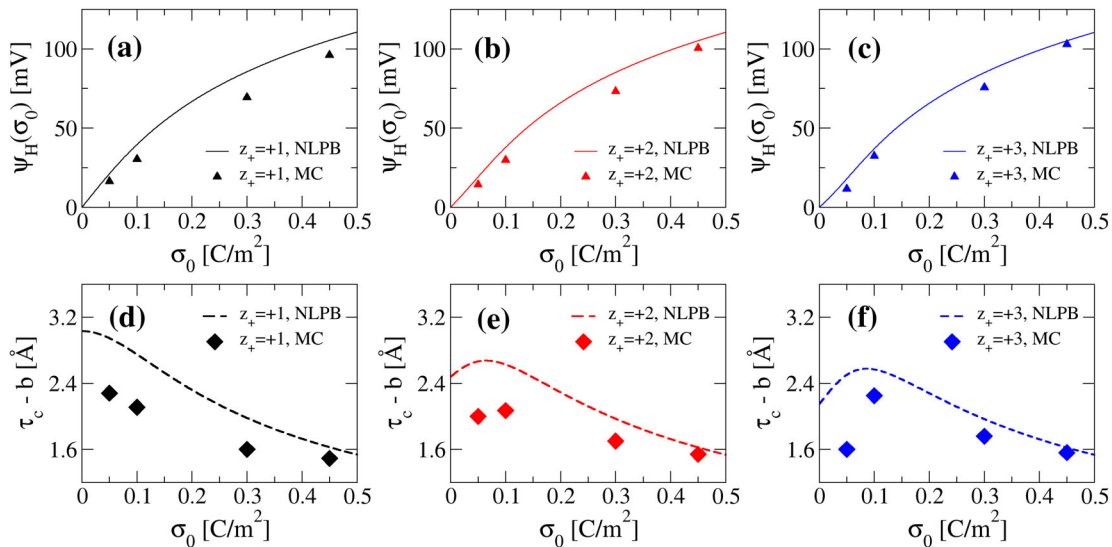 (a)
ψH(σ0) [mV]
100
50
0
z+=+1, NLPB
z+=+1, MC
0 0.1 0.2 0.3 0.4 0.5
σ0 [C/m2]
(b)
ψH(σ0) [mV]
100
50
0
z+=+2, NLPB
z+=+2, MC
0 0.1 0.2 0.3 0.4 0.5
σ0 [C/m2]
(c)
ψH(σ0) [mV]
100
50
0
z+=+3, NLPB
z+=+3, MC
0 0.1 0.2 0.3 0.4 0.5
σ0 [C/m2]
(d)
τc - b [Å]
3.2
2.4
1.6
z+=+1, NLPB
z+=+1, MC
0 0.1 0.2 0.3 0.4 0.5
σ0 [C/m2]
(e)
τc - b [Å]
3.2
2.4
1.6
z+=+2, NLPB
z+=+2, MC
0 0.1 0.2 0.3 0.4 0.5
σ0 [C/m2]
(f)
τc - b [Å]
3.2
2.4
1.6
z+=+3, NLPB
z+=+3, MC
0 0.1 0.2 0.3 0.4 0.5
σ0 [C/m2]